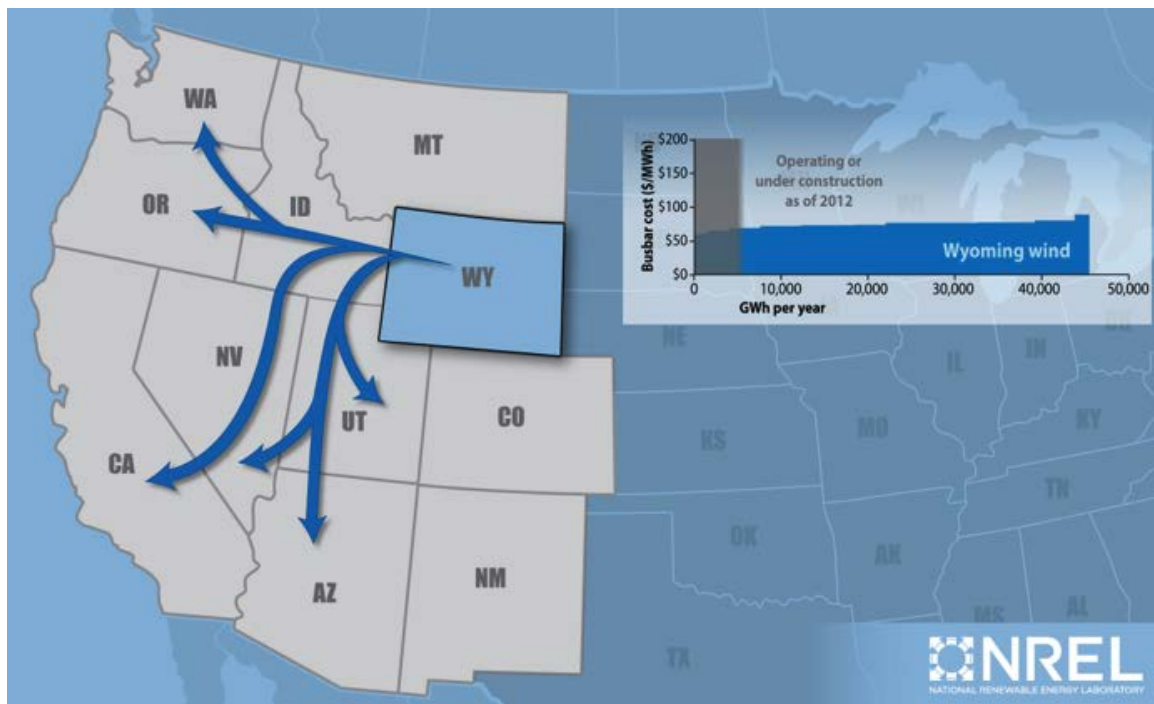 WA
MT
OR
ID
WY
NV
UT
CO
CA
AZ
NM
NE
IL
IN
KS
MO
KY
TN
OK
AK
MS
AL
TX
Busbar cost ($/MWh)
$200
$150
$100
$50
$0
Operating or
under construction
as of 2012
Wyoming wind
0
10,000
20,000
30,000
40,000
50,000
GWh per year
NREL
NATIONAL RENEWABLE ENERGY LABORATORY